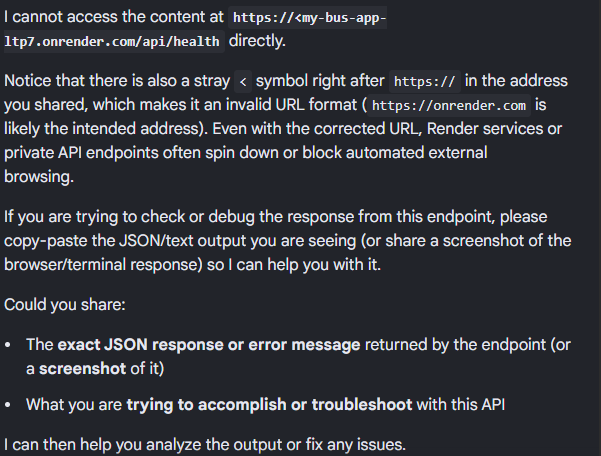 I cannot access the content at https://<my-bus-app-
ltp7.onrender.com/api/health directly.
Notice that there is also a stray < symbol right after https:// in the address
you shared, which makes it an invalid URL format ( https://onrender.com is
likely the intended address). Even with the corrected URL, Render services or
private API endpoints often spin down or block automated external
browsing.
If you are trying to check or debug the response from this endpoint, please
copy-paste the JSON/text output you are seeing (or share a screenshot of the
browser/terminal response) so I can help you with it.
Could you share:
• The exact JSON response or error message returned by the endpoint (or
a screenshot of it)
• What you are trying to accomplish or troubleshoot with this API
I can then help you analyze the output or fix any issues.